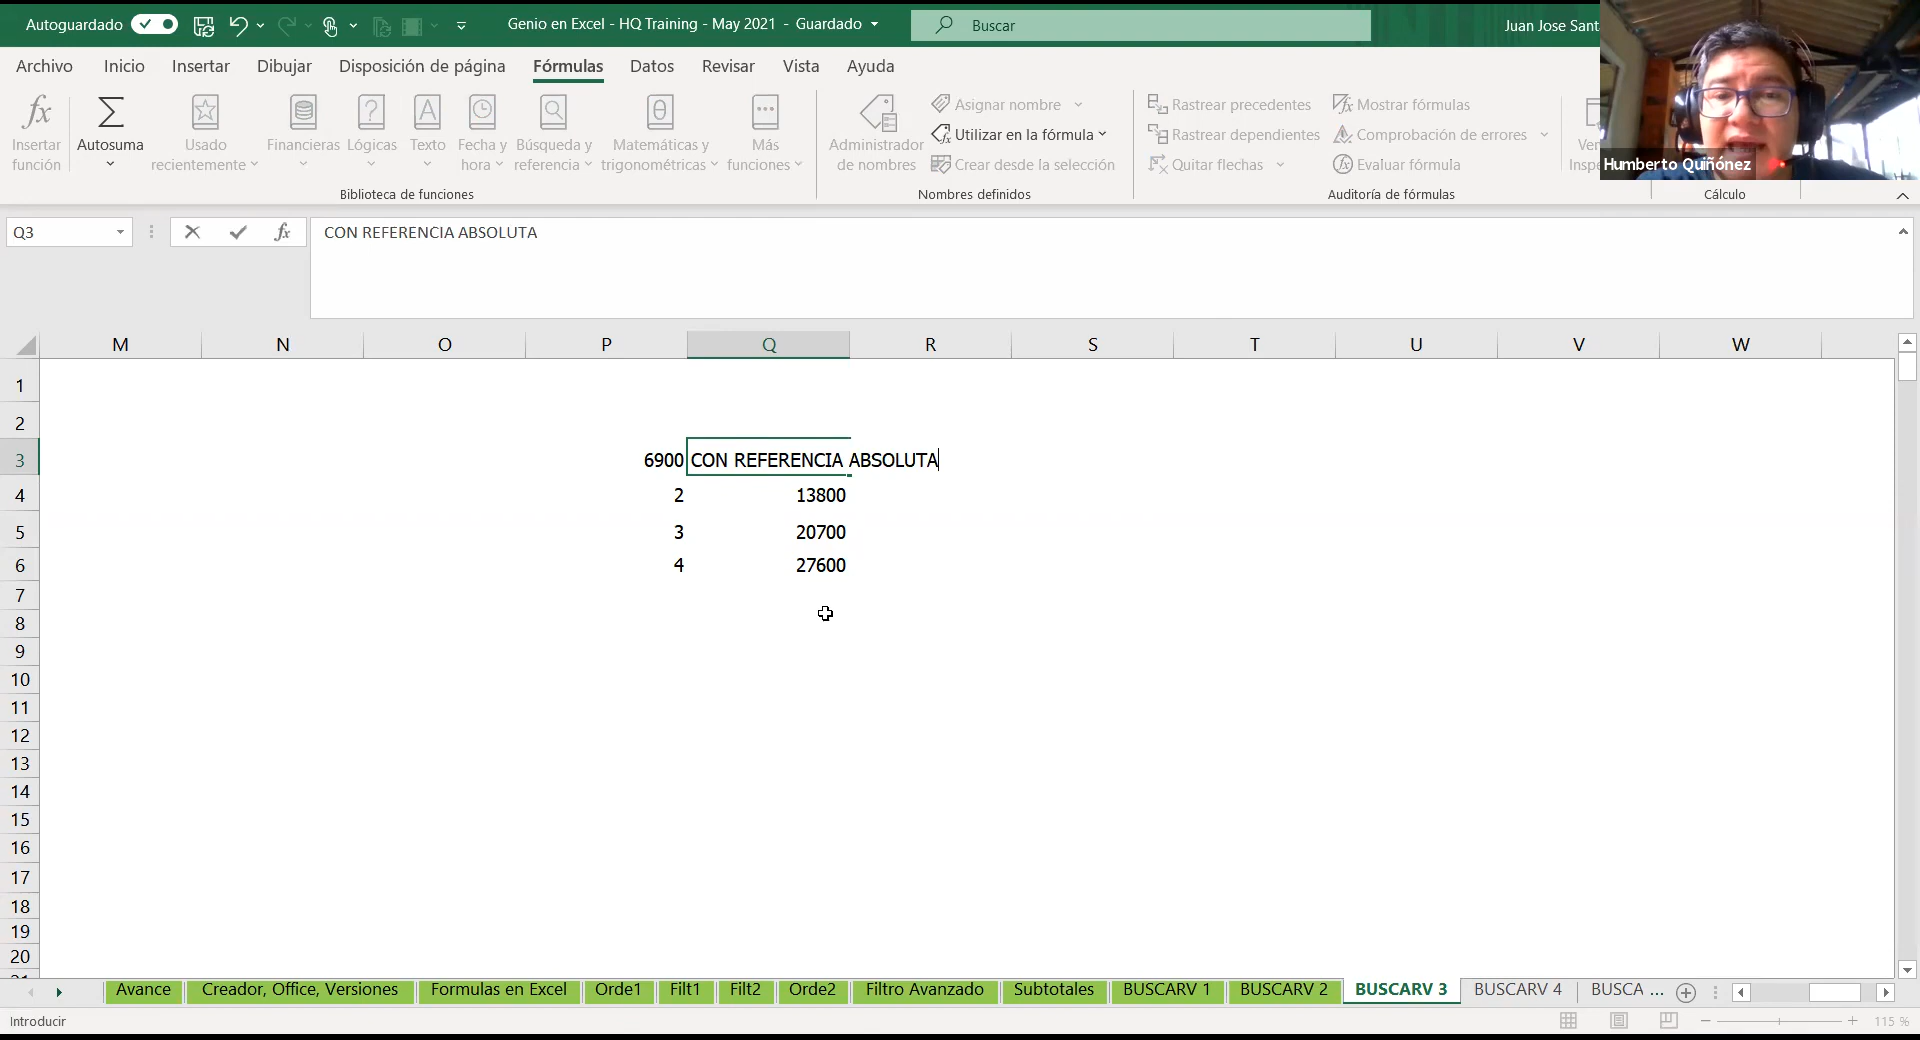 Autoguardado
Genio en Excel - HQ Training - May 2021 - Guardado
Buscar
Juan Jose Sant
Archivo Inicio Insertar Dibujar Disposición de página Fórmulas Datos Revisar Vista Ayuda
Insertar función
Autosuma
Usado recientemente
Financieras
Lógicas
Texto
Fecha y hora
Búsqueda y referencia
Matemáticas y trigonométricas
Más funciones
Biblioteca de funciones
Administrador de nombres
Asignar nombre
Utilizar en la fórmula
Crear desde la selección
Nombres definidos
Rastrear precedentes
Rastrear dependientes
Quitar flechas
Mostrar fórmulas
Comprobación de errores
Evaluar fórmula
Auditoría de fórmulas
Humberto Quiñónez
Cálculo
Q3
fx
CON REFERENCIA ABSOLUTA
M N O P Q R S T U V W
1
2
3 6900 CON REFERENCIA ABSOLUTA
4 2 13800
5 3 20700
6 4 27600
7
8
9
10
11
12
13
14
15
16
17
18
19
20
Avance Creador, Office, Versiones Formulas en Excel Orde1 Filt1 Filt2 Orde2 Filtro Avanzado Subtotales BUSCARV 1 BUSCARV 2 BUSCARV 3 BUSCARV 4 BUSCA ...
Introducir
115 %